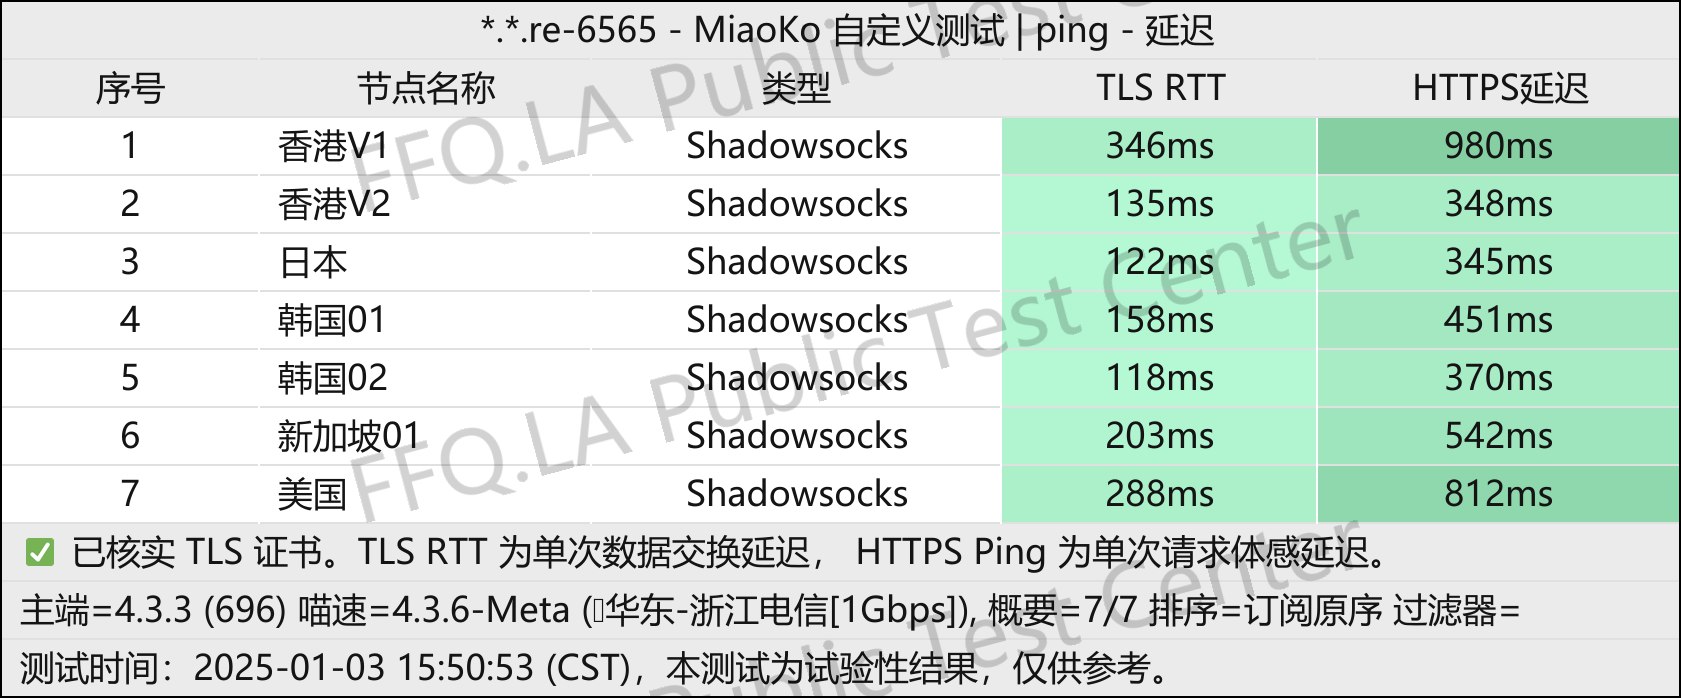 *.*.re-6565 - MiaoKo 自定义测试 | ping - 延迟
序号 节点名称 类型 TLS RTT HTTPS延迟
1 香港V1 Shadowsocks 346ms 980ms
2 香港V2 Shadowsocks 135ms 348ms
3 日本 Shadowsocks 122ms 345ms
4 韩国01 Shadowsocks 158ms 451ms
5 韩国02 Shadowsocks 118ms 370ms
6 新加坡01 Shadowsocks 203ms 542ms
7 美国 Shadowsocks 288ms 812ms
✅ 已核实 TLS 证书。TLS RTT 为单次数据交换延迟， HTTPS Ping 为单次请求体感延迟。
主端=4.3.3 (696) 喵速=4.3.6-Meta (▯华东-浙江电信[1Gbps]), 概要=7/7 排序=订阅原序 过滤器=
测试时间：2025-01-03 15:50:53 (CST)，本测试为试验性结果，仅供参考。
FFQ.LA Public Test Center
FFQ.LA Public Test Center